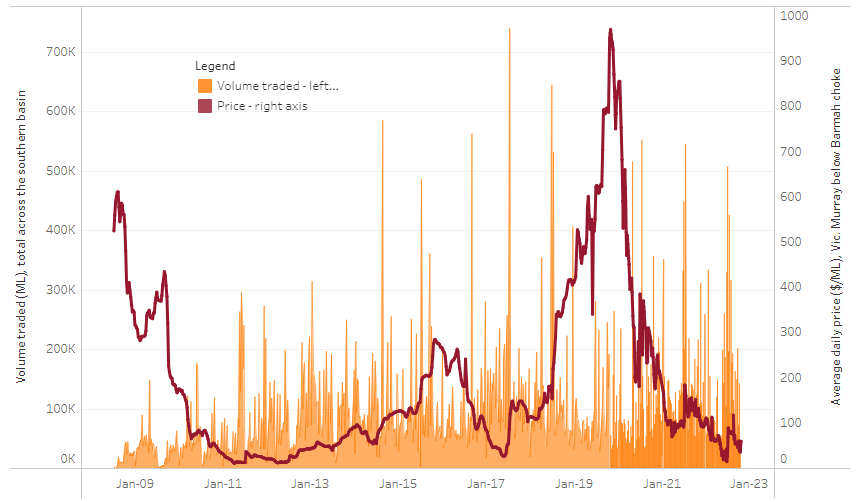 1000
900
800
700
600
500
400
300
200
100
0
700K
600K
500K
400K
300K
200K
100K
0K
Volume traded (ML), total across the southern basin
Average daily price ($/ML), Vic. Murray below Barmah choke
Legend
Volume traded - left...
Price - right axis
Jan-09
Jan-11
Jan-13
Jan-15
Jan-17
Jan-19
Jan-21
Jan-23